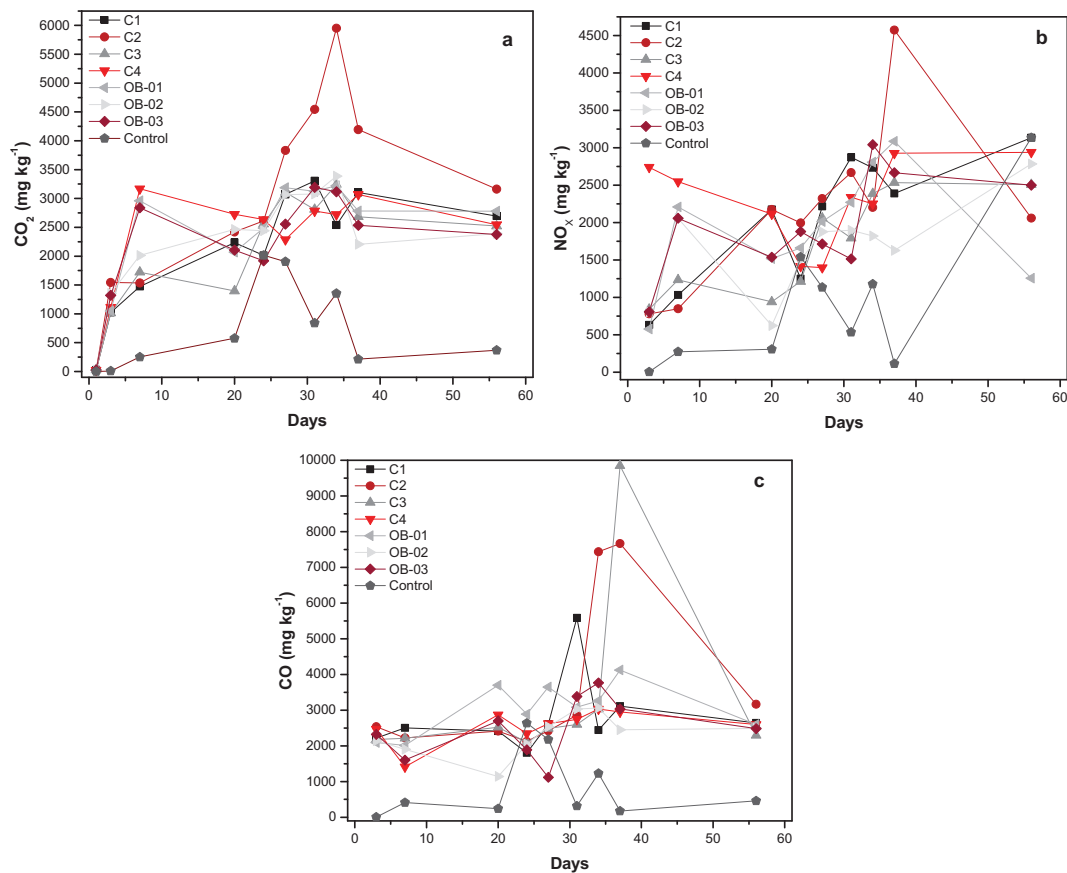 C1
C2
C3
C4
OB-01
OB-02
OB-03
Control
a
6000
5500
5000
4500
4000
3500
3000
2500
2000
1500
1000
500
0
CO₂ (mg kg⁻¹)
0 10 20 30 40 50 60
Days
C1
C2
C3
C4
OB-01
OB-02
OB-03
Control
b
4500
4000
3500
3000
2500
2000
1500
1000
500
0
NOₓ (mg kg⁻¹)
0 10 20 30 40 50 60
Days
C1
C2
C3
C4
OB-01
OB-02
OB-03
Control
c
10000
9000
8000
7000
6000
5000
4000
3000
2000
1000
0
CO (mg kg⁻¹)
0 10 20 30 40 50 60
Days